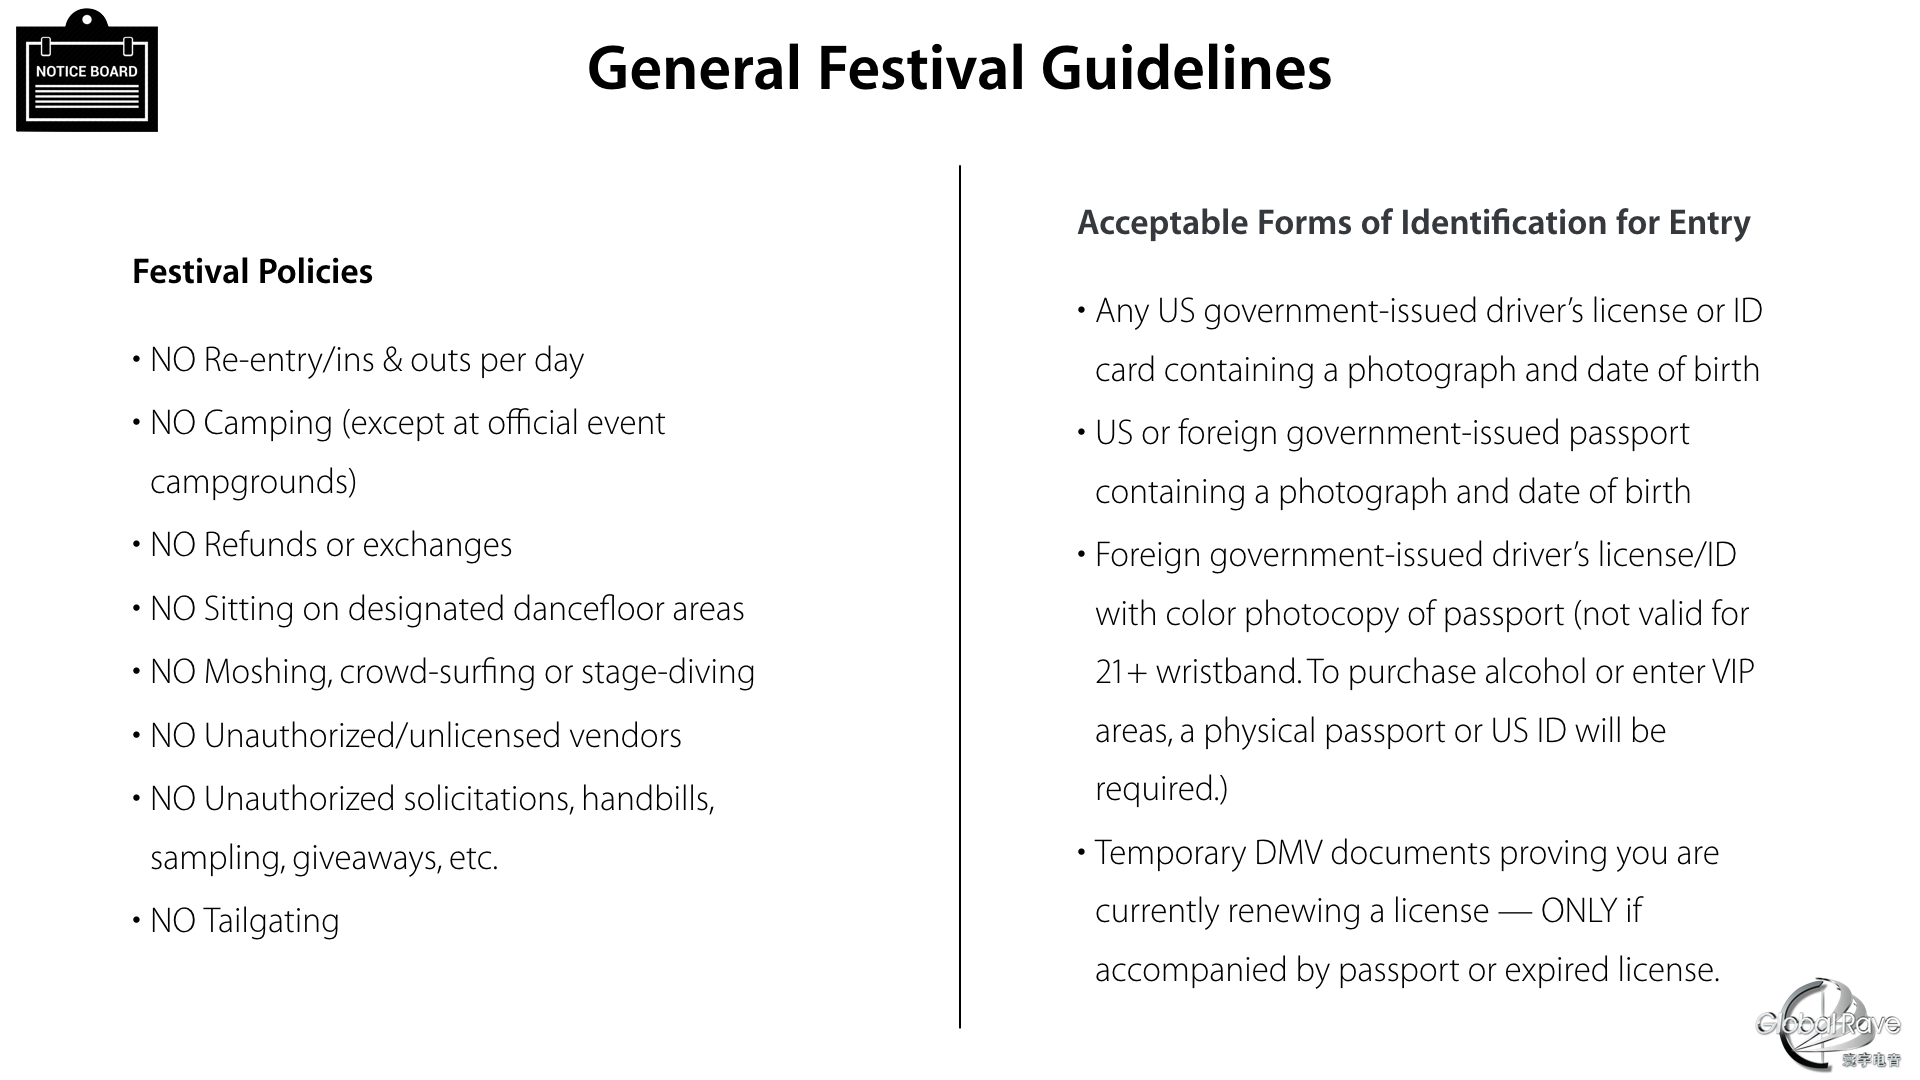 NOTICE BOARD
General Festival Guidelines
Festival Policies
• NO Re-entry/ins & outs per day
• NO Camping (except at official event
campgrounds)
• NO Refunds or exchanges
• NO Sitting on designated dancefloor areas
• NO Moshing, crowd-surfing or stage-diving
• NO Unauthorized/unlicensed vendors
• NO Unauthorized solicitations, handbills,
sampling, giveaways, etc.
• NO Tailgating
Acceptable Forms of Identification for Entry
• Any US government-issued driver’s license or ID
card containing a photograph and date of birth
• US or foreign government-issued passport
containing a photograph and date of birth
• Foreign government-issued driver’s license/ID
with color photocopy of passport (not valid for
21+ wristband. To purchase alcohol or enter VIP
areas, a physical passport or US ID will be
required.)
• Temporary DMV documents proving you are
currently renewing a license — ONLY if
accompanied by passport or expired license.
Global Rave
寰宇电音